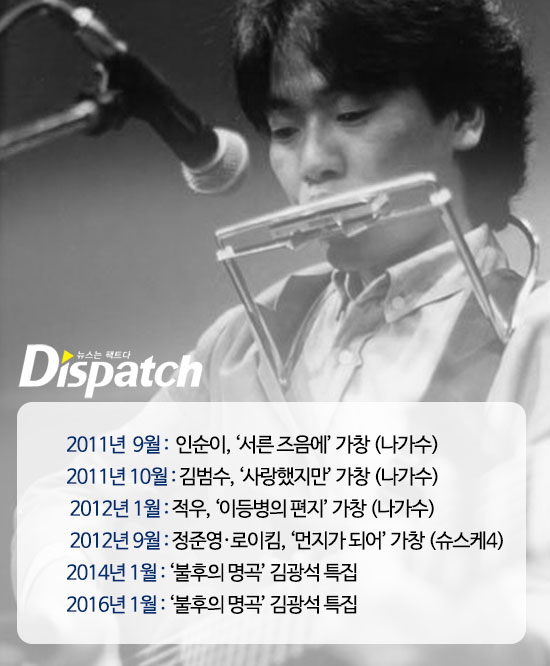 뉴스는 팩트다
Dispatch
2011년 9월 : 인순이, ‘서른 즈음에’ 가창 (나가수)
2011년 10월 : 김범수, ‘사랑했지만’ 가창 (나가수)
2012년 1월 : 적우, ‘이등병의 편지’ 가창 (나가수)
2012년 9월 : 정준영·로이킴, ‘먼지가 되어’ 가창 (슈스케4)
2014년 1월 : ‘불후의 명곡’ 김광석 특집
2016년 1월 : ‘불후의 명곡’ 김광석 특집